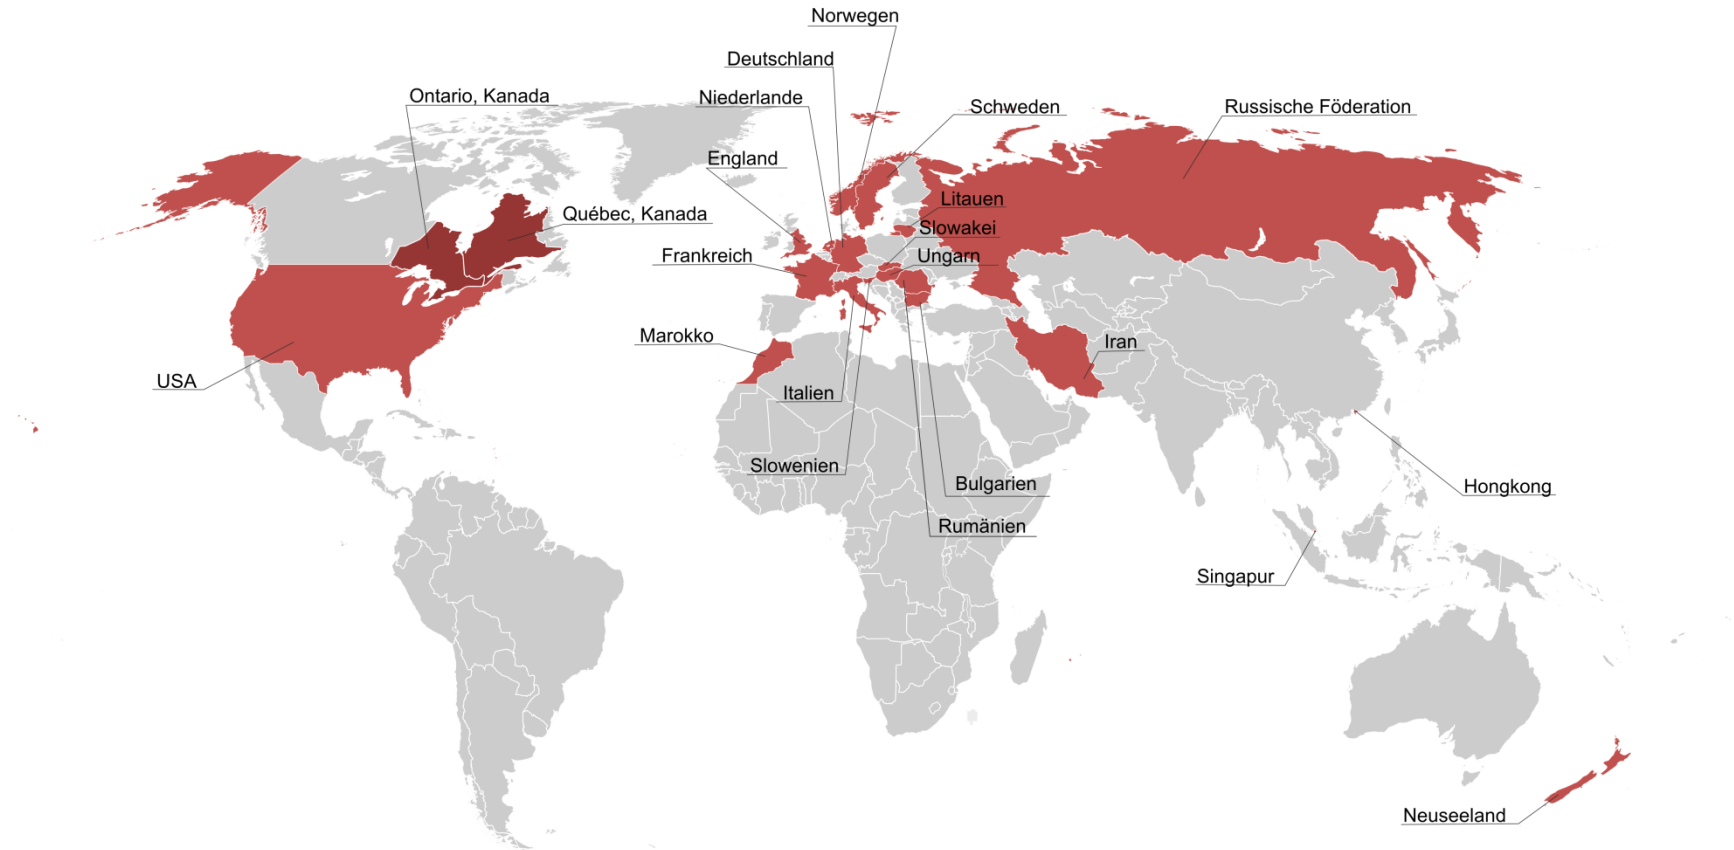 Norwegen
Deutschland
Niederlande
Ontario, Kanada
Schweden
Russische Föderation
England
Litauen
Québec, Kanada
Slowakei
Frankreich
Ungarn
Marokko
Iran
USA
Italien
Slowenien
Bulgarien
Hongkong
Rumänien
Singapur
Neuseeland